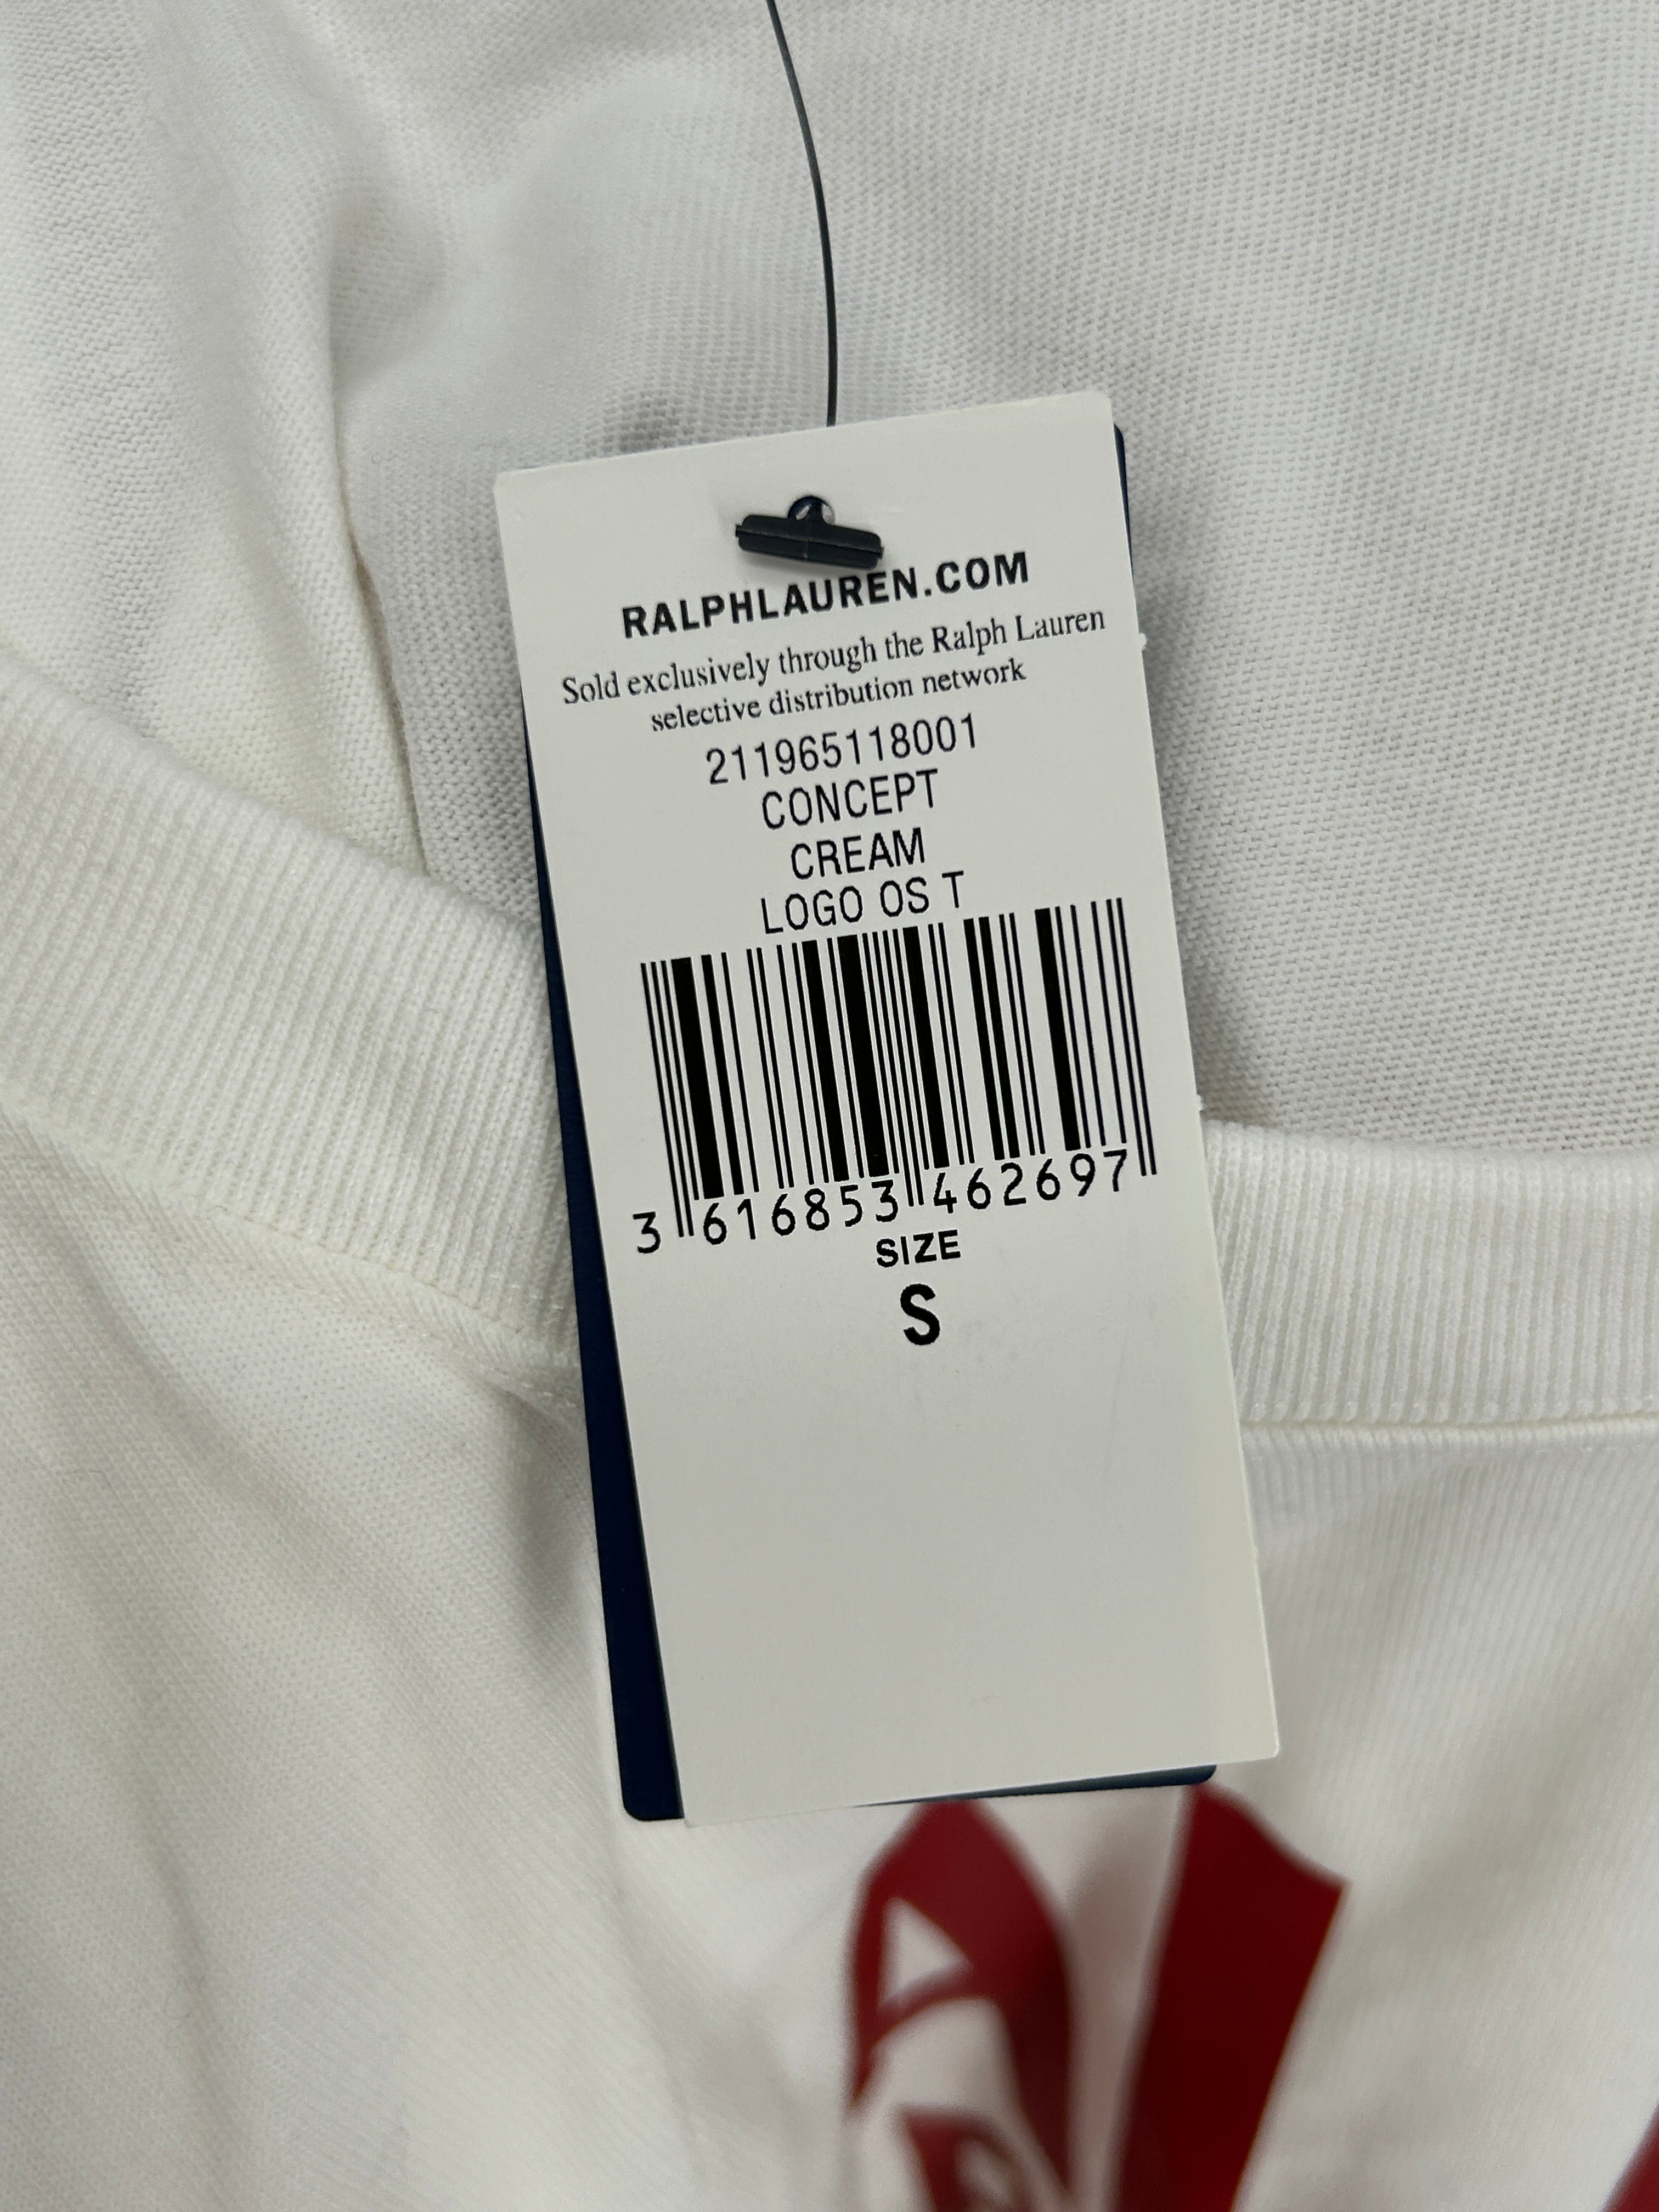 RALPHLAUREN.COM
Sold exclusively through the Ralph Lauren
selective distribution network
211965118001
CONCEPT
CREAM
LOGO OS T
3 616853 462697
SIZE
S